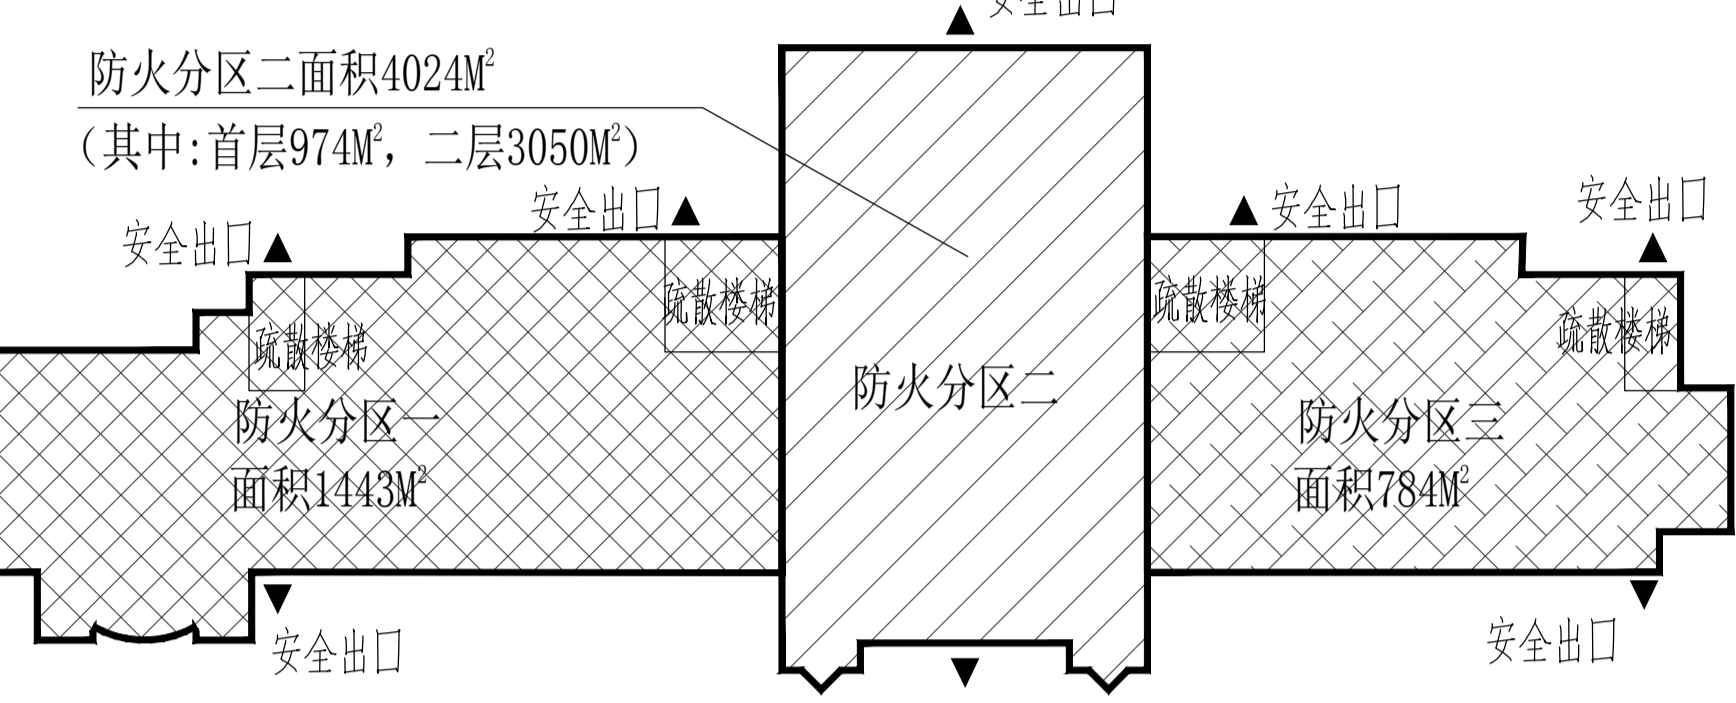 安全出口
防火分区二面积4024M²
（其中:首层974M²，二层3050M²）
安全出口
安全出口
安全出口
安全出口
疏散楼梯
疏散楼梯
疏散楼梯
疏散楼梯
防火分区二
防火分区一
面积1443M²
防火分区三
面积784M²
安全出口
安全出口